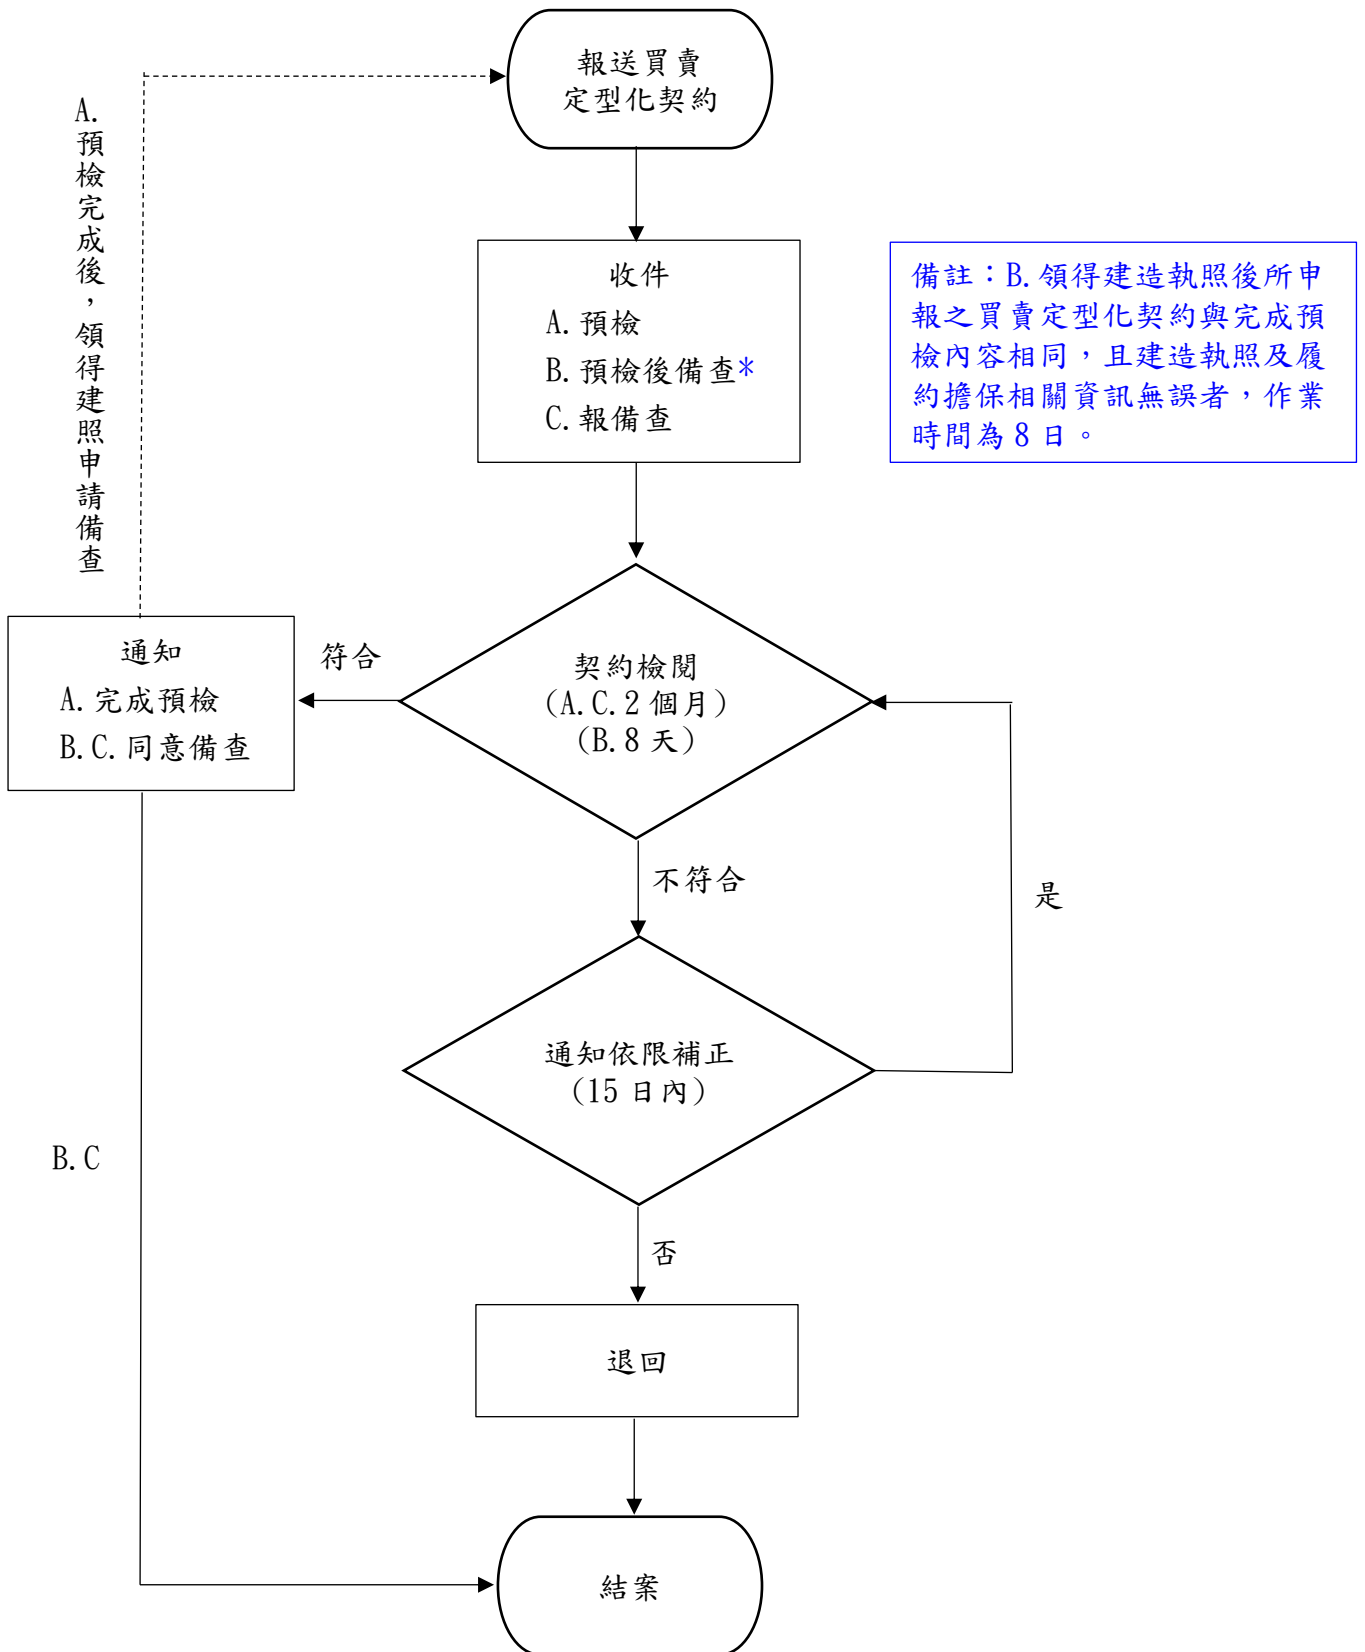 報送買賣
定型化契約
A.預檢完成後，領得建照申請備查
收件
A.預檢
B.預檢後備查*
C.報備查
備註：B.領得建造執照後所申
報之買賣定型化契約與完成預
檢內容相同，且建造執照及履
約擔保相關資訊無誤者，作業
時間為8日。
通知
A.完成預檢
B.C.同意備查
符合
契約檢閱
(A.C.2個月)
(B.8天)
不符合
是
通知依限補正
(15日內)
B.C
否
退回
結案